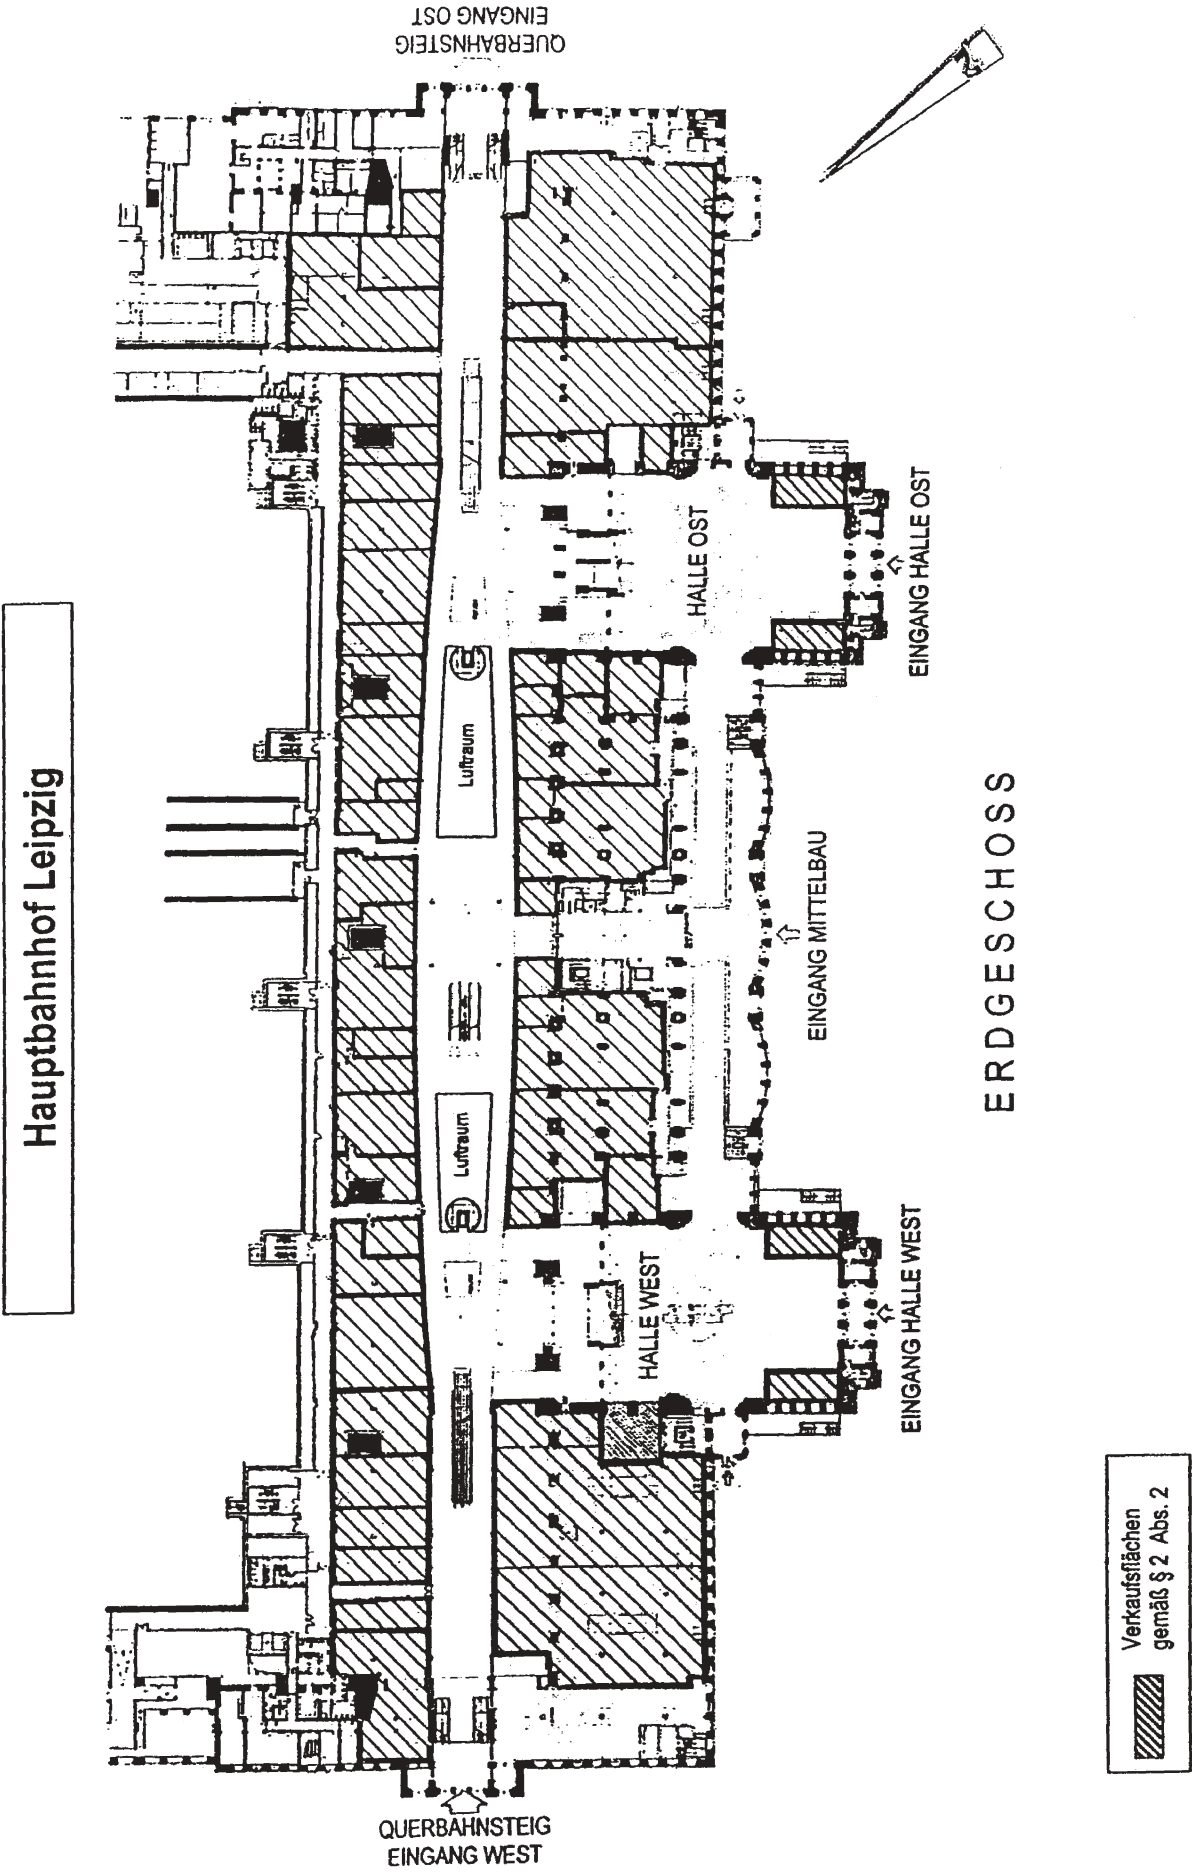 Hauptbahnhof Leipzig
QUERBAHNSTEIG
EINGANG OST
Luftraum
Luftraum
HALLE OST
HALLE WEST
EINGANG HALLE OST
EINGANG MITTELBAU
EINGANG HALLE WEST
QUERBAHNSTEIG
EINGANG WEST
ERDGESCHOSS
Verkaufsflächen
gemäß § 2 Abs. 2